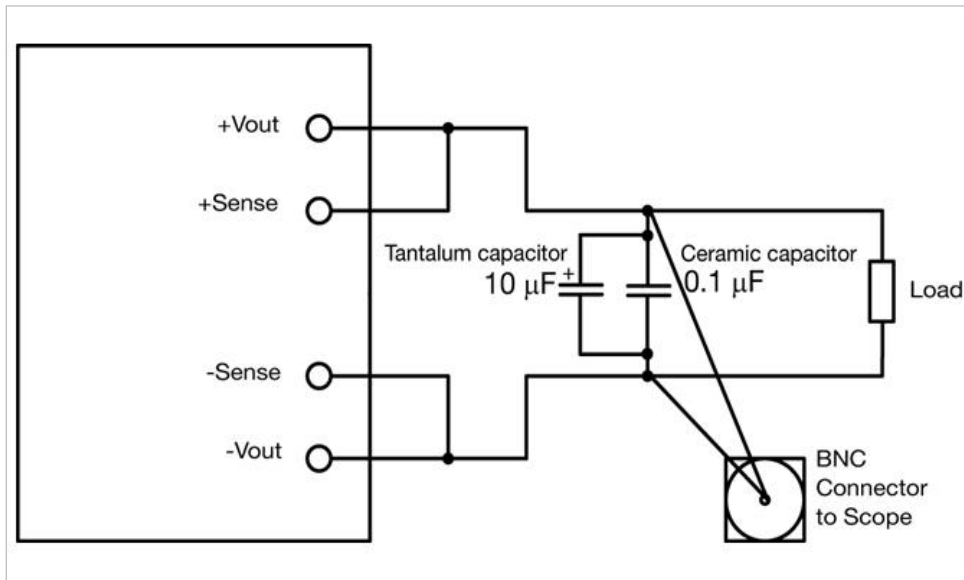 +Vout
+Sense
Tantalum capacitor
10 μF
+
Ceramic capacitor
0.1 μF
Load
-Sense
-Vout
BNC
Connector
to Scope